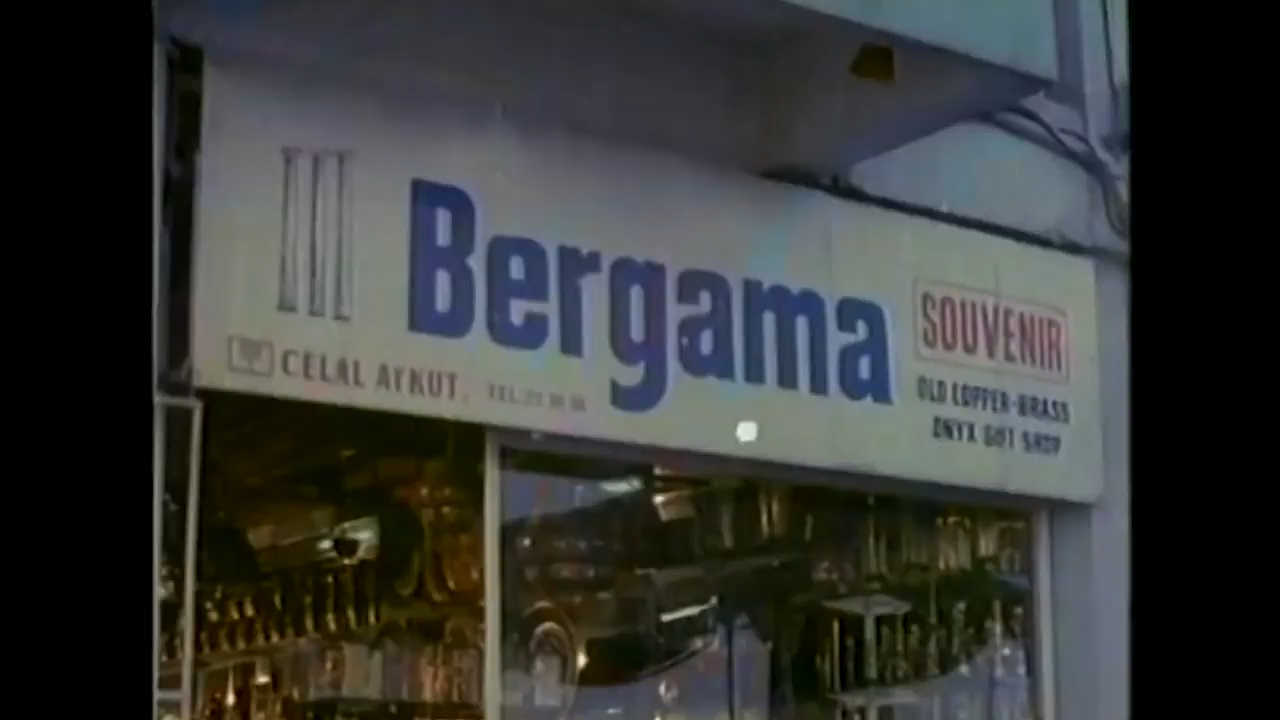 Bergama
SOUVENIR
CELAL AYKUT.
OLD COPPER-BRASS
ONYX GIFT SHOP